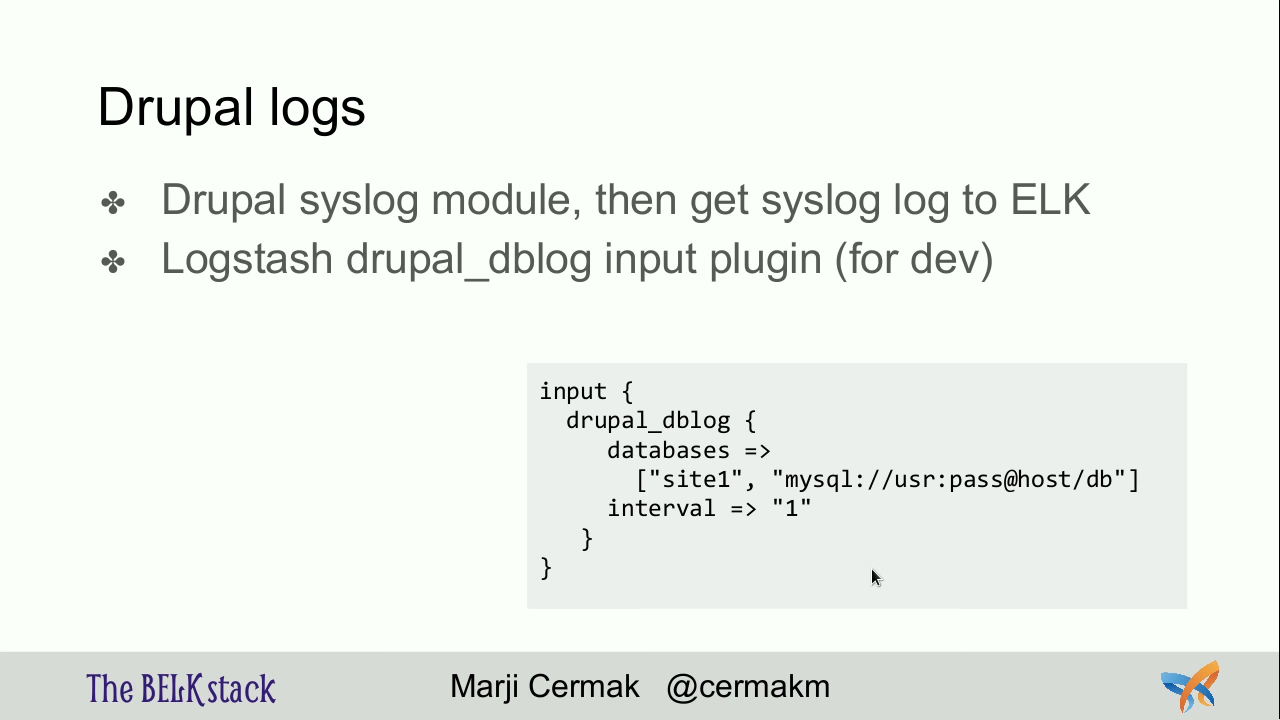 Drupal logs
✤ Drupal syslog module, then get syslog log to ELK
✤ Logstash drupal_dblog input plugin (for dev)
input {
  drupal_dblog {
     databases =>
       ["site1", "mysql://usr:pass@host/db"]
     interval => "1"
   }
}
The BELK stack
Marji Cermak @cermakm